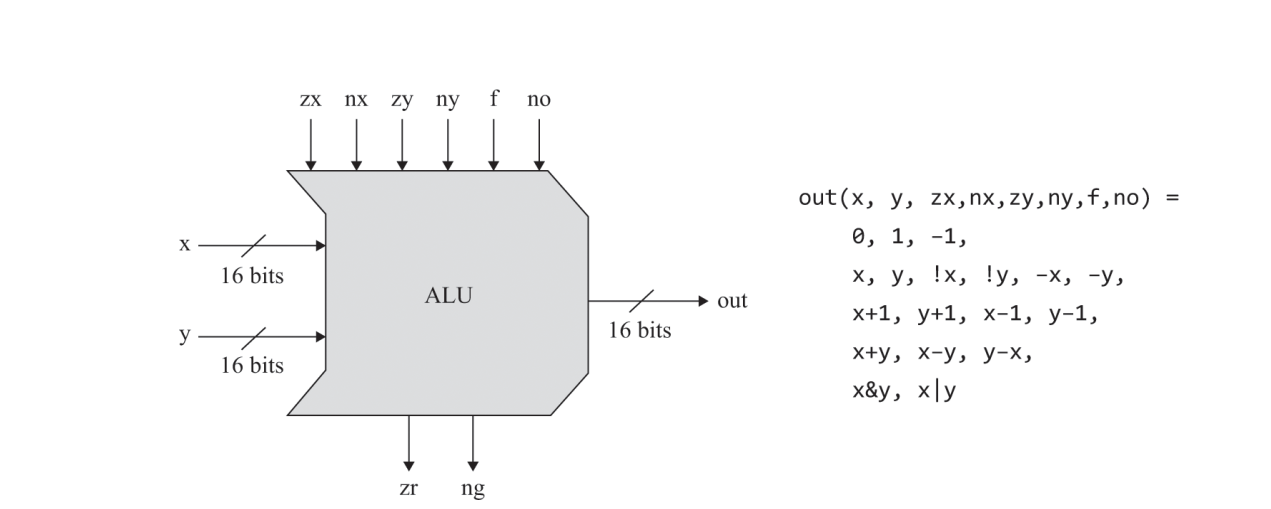 zx nx zy ny f no
x
16 bits
y
16 bits
ALU
out
16 bits
zr ng
out(x, y, zx,nx,zy,ny,f,no) =
0, 1, −1,
x, y, !x, !y, −x, −y,
x+1, y+1, x−1, y−1,
x+y, x−y, y−x,
x&y, x|y